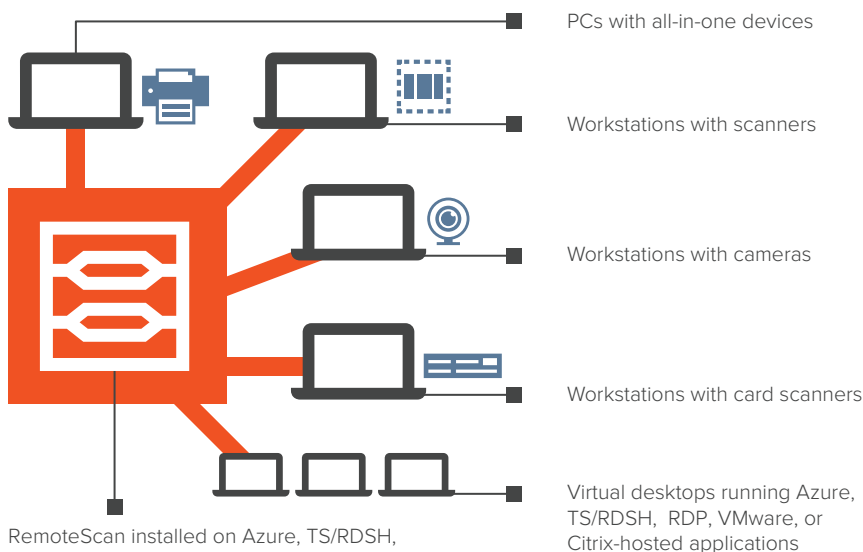 PCs with all-in-one devices
Workstations with scanners
Workstations with cameras
Workstations with card scanners
Virtual desktops running Azure,
TS/RDSH, RDP, VMware, or
Citrix-hosted applications
RemoteScan installed on Azure, TS/RDSH,